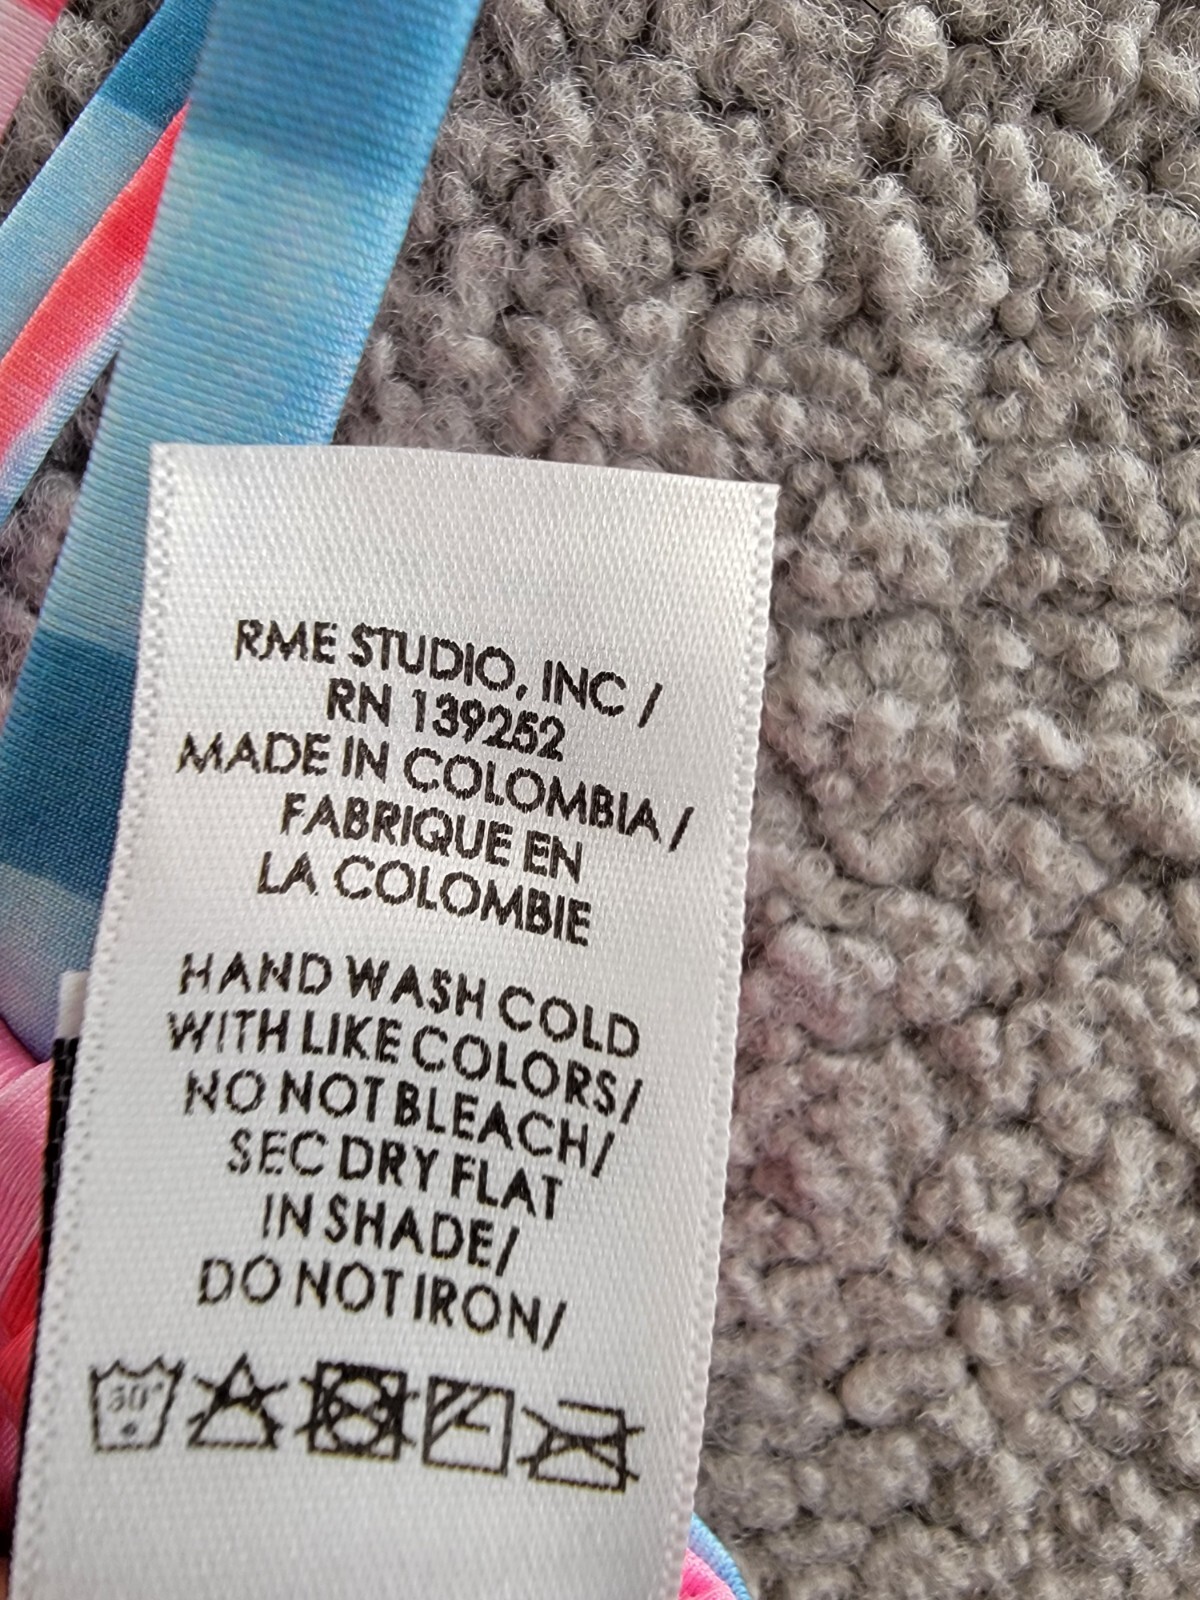 RME STUDIO, INC /
RN 139252
MADE IN COLOMBIA /
FABRIQUE EN
LA COLOMBIE
HAND WASH COLD
WITH LIKE COLORS/
NO NOT BLEACH/
SEC DRY FLAT
IN SHADE/
DO NOT IRON/
30°